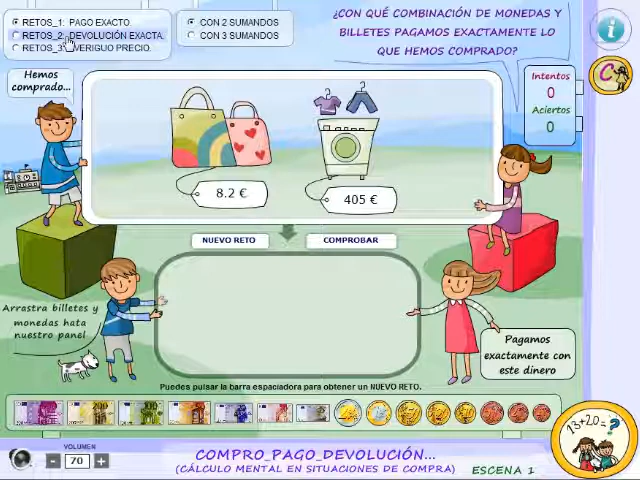 RETOS_1: PAGO EXACTO.
RETOS_2: DEVOLUCIÓN EXACTA.
RETOS_3: AVERIGUO PRECIO.
CON 2 SUMANDOS
CON 3 SUMANDOS
¿CON QUÉ COMBINACIÓN DE MONEDAS Y
BILLETES PAGAMOS EXACTAMENTE LO
QUE HEMOS COMPRADO?
Hemos
comprado...
Intentos
0
Aciertos
0
8.2 €
405 €
NUEVO RETO
COMPROBAR
Arrastra billetes y
monedas hata
nuestro panel
Pagamos
exactamente con
este dinero
Puedes pulsar la barra espaciadora para obtener un NUEVO RETO.
VOLUMEN
- 70 +
COMPRO_PAGO_DEVOLUCIÓN...
(CÁLCULO MENTAL EN SITUACIONES DE COMPRA)
ESCENA 1
13+20=?